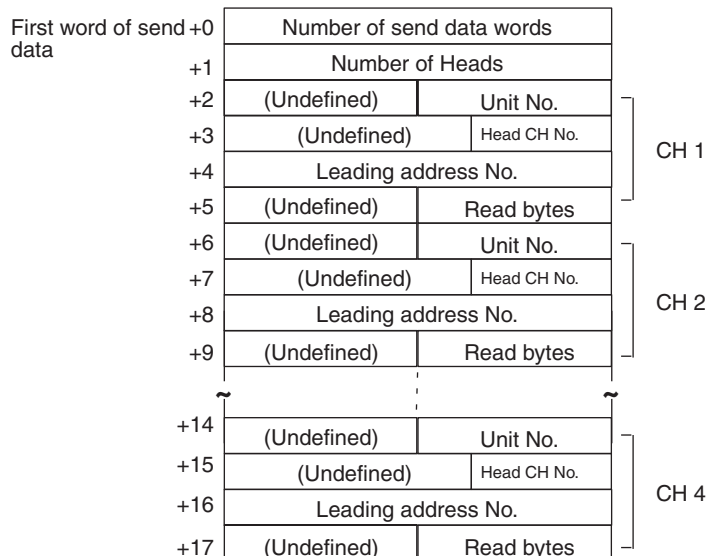 First word of send +0 Number of send data words
data
+1 Number of Heads
+2 (Undefined) Unit No.
+3 (Undefined) Head CH No.
CH 1
+4 Leading address No.
+5 (Undefined) Read bytes
+6 (Undefined) Unit No.
+7 (Undefined) Head CH No.
CH 2
+8 Leading address No.
+9 (Undefined) Read bytes
~ ~
+14 (Undefined) Unit No.
+15 (Undefined) Head CH No.
CH 4
+16 Leading address No.
+17 (Undefined) Read bytes